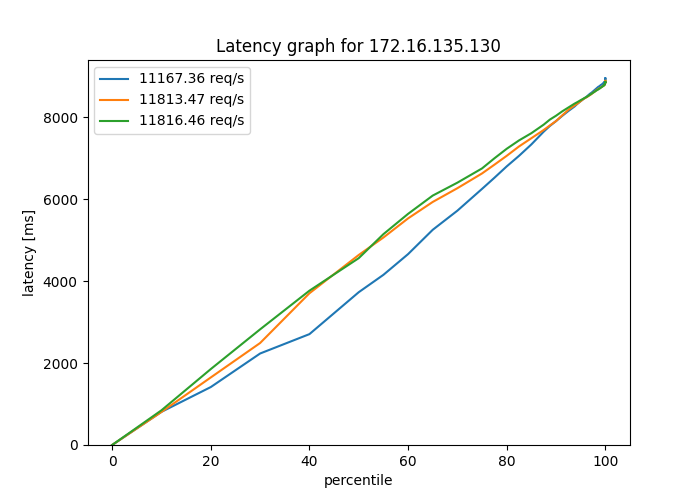 Latency graph for 172.16.135.130
11167.36 req/s
11813.47 req/s
11816.46 req/s
8000
6000
4000
2000
0
latency [ms]
0 20 40 60 80 100
percentile